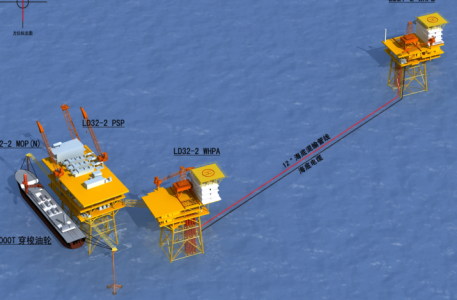 LD32-2 PSP
2-2 MOP(N)
LD32-2 WHPA
12"海底混输管线
海底电缆
OOT 穿梭油轮